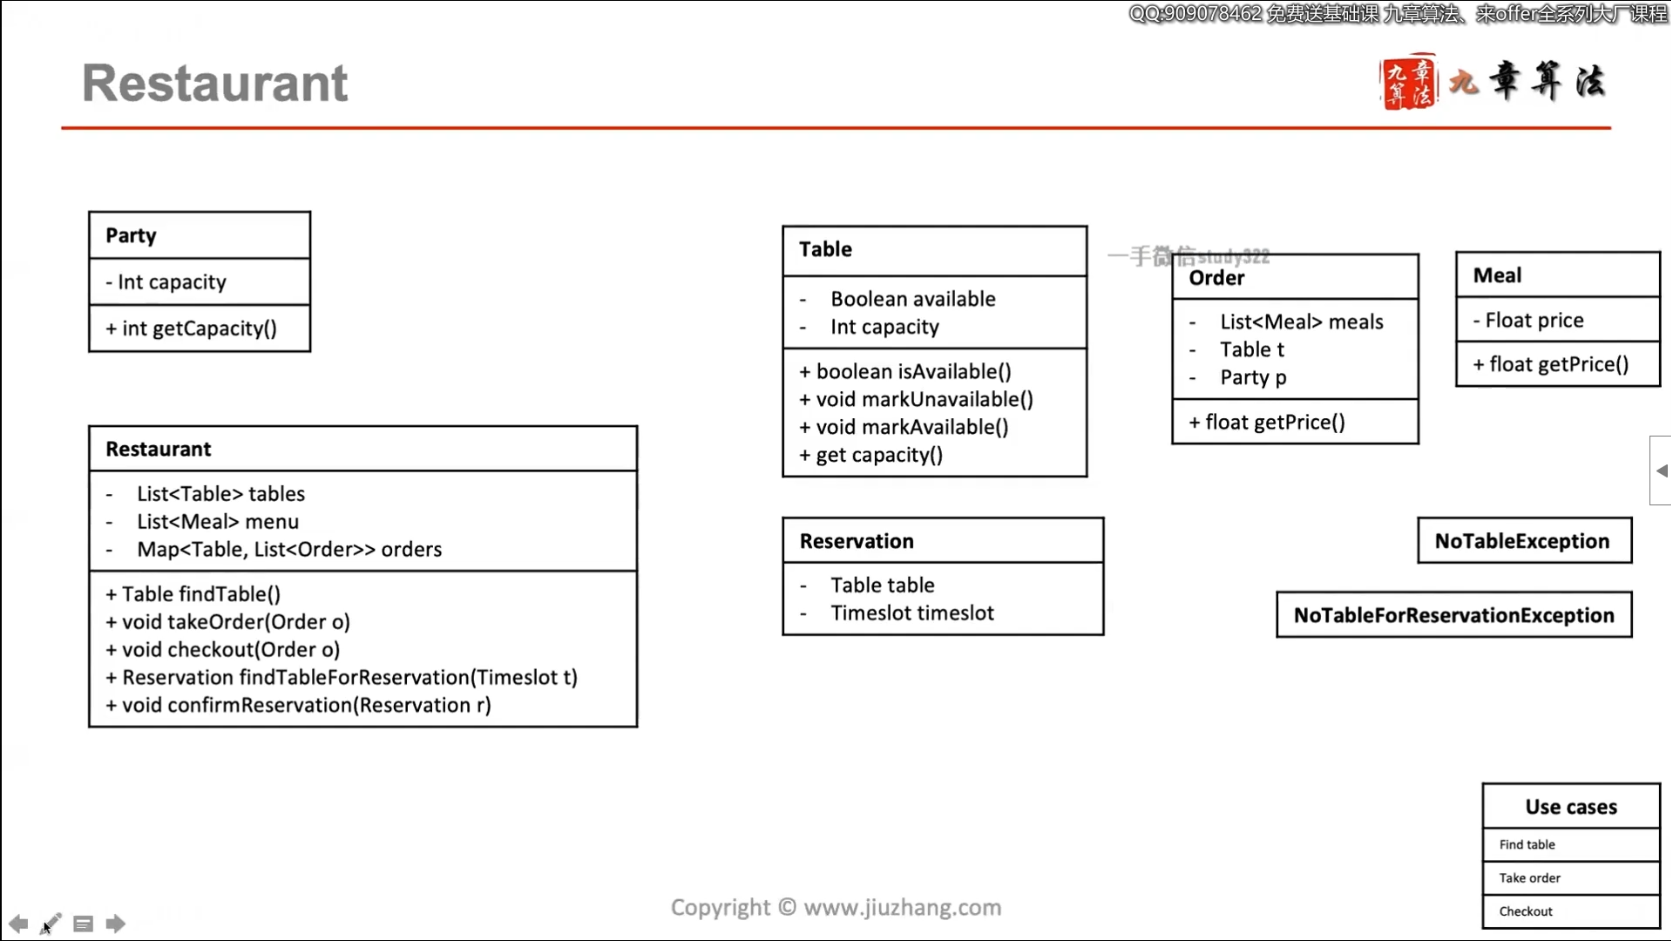 QQ:909078462 免费送基础课 九章算法、来offer全系列大厂课程
Restaurant
九章算法
九章算法
Party
- Int capacity
+ int getCapacity()
Restaurant
- List<Table> tables
- List<Meal> menu
- Map<Table, List<Order>> orders
+ Table findTable()
+ void takeOrder(Order o)
+ void checkout(Order o)
+ Reservation findTableForReservation(Timeslot t)
+ void confirmReservation(Reservation r)
Table
- Boolean available
- Int capacity
+ boolean isAvailable()
+ void markUnavailable()
+ void markAvailable()
+ get capacity()
Reservation
- Table table
- Timeslot timeslot
一手微信study322
Order
- List<Meal> meals
- Table t
- Party p
+ float getPrice()
Meal
- Float price
+ float getPrice()
NoTableException
NoTableForReservationException
Use cases
Find table
Take order
Checkout
Copyright © www.jiuzhang.com